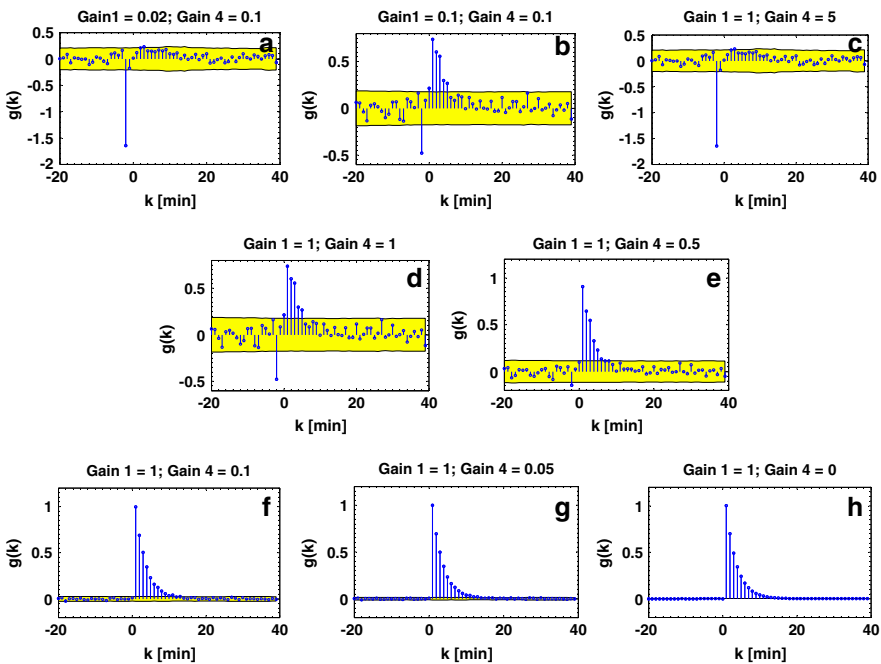 Gain1 = 0.02; Gain 4 = 0.1
Gain1 = 0.1; Gain 4 = 0.1
Gain 1 = 1; Gain 4 = 5
a
b
c
g(k)
0.5
0
-0.5
-1
-1.5
-2
-20
0
20
40
k [min]
g(k)
0.5
0
-0.5
-20
0
20
40
k [min]
g(k)
0.5
0
-0.5
-1
-1.5
-2
-20
0
20
40
k [min]
Gain 1 = 1; Gain 4 = 1
Gain 1 = 1; Gain 4 = 0.5
d
e
g(k)
0.5
0
-0.5
-20
0
20
40
k [min]
g(k)
1
0.5
0
-20
0
20
40
k [min]
Gain 1 = 1; Gain 4 = 0.1
Gain 1 = 1; Gain 4 = 0.05
Gain 1 = 1; Gain 4 = 0
f
g
h
g(k)
1
0.5
0
-20
0
20
40
k [min]
g(k)
1
0.5
0
-20
0
20
40
k [min]
g(k)
1
0.5
0
-20
0
20
40
k [min]